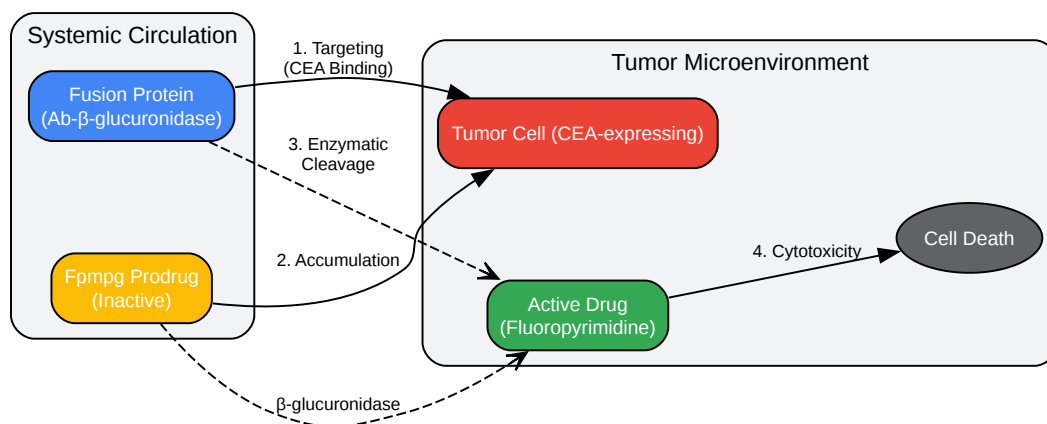 Systemic Circulation
Fusion Protein
(Ab-β-glucuronidase)
1. Targeting
(CEA Binding)
Tumor Microenvironment
Tumor Cell (CEA-expressing)
3. Enzymatic
Cleavage
Fpmpg Prodrug
(Inactive)
2. Accumulation
Active Drug
(Fluoropyrimidine)
4. Cytotoxicity
Cell Death
β-glucuronidase